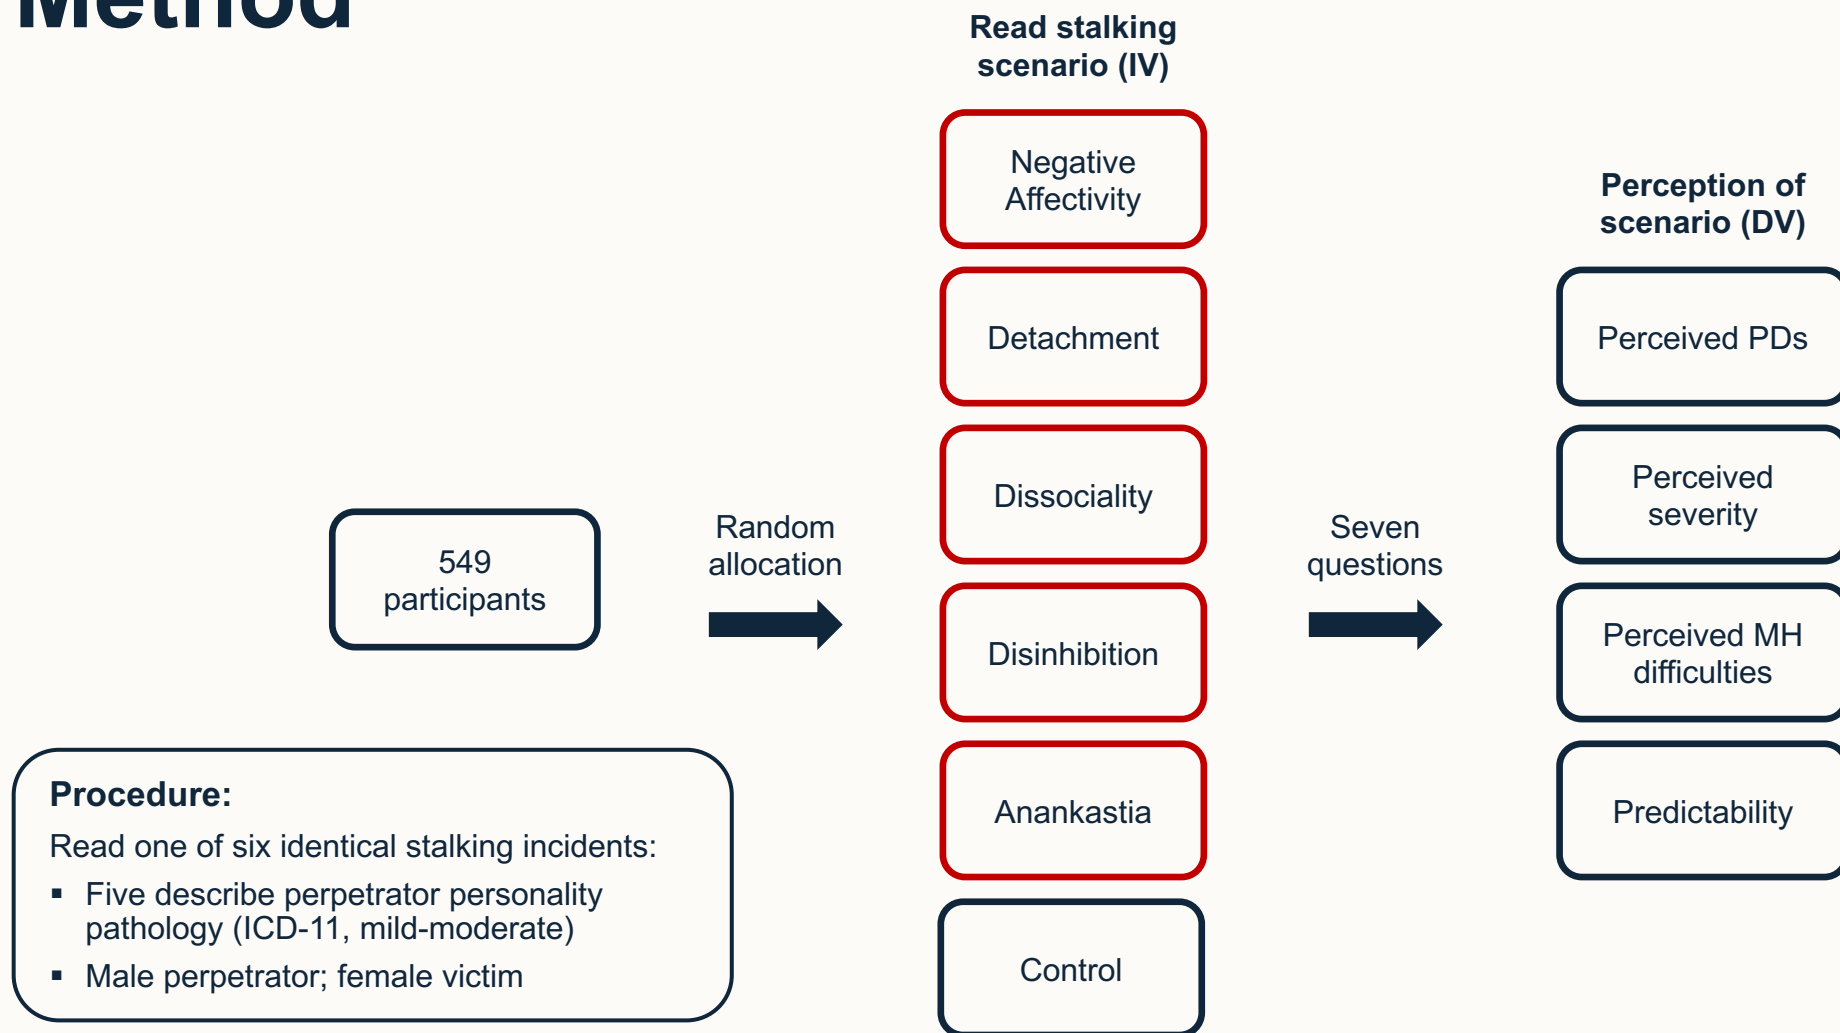 Method
Read stalking
scenario (IV)
Negative
Affectivity
Detachment
Dissociality
Disinhibition
Anankastia
Control
549
participants
Random
allocation
Seven
questions
Perception of
scenario (DV)
Perceived PDs
Perceived
severity
Perceived MH
difficulties
Predictability
Procedure:
Read one of six identical stalking incidents:
▪ Five describe perpetrator personality
pathology (ICD-11, mild-moderate)
▪ Male perpetrator; female victim